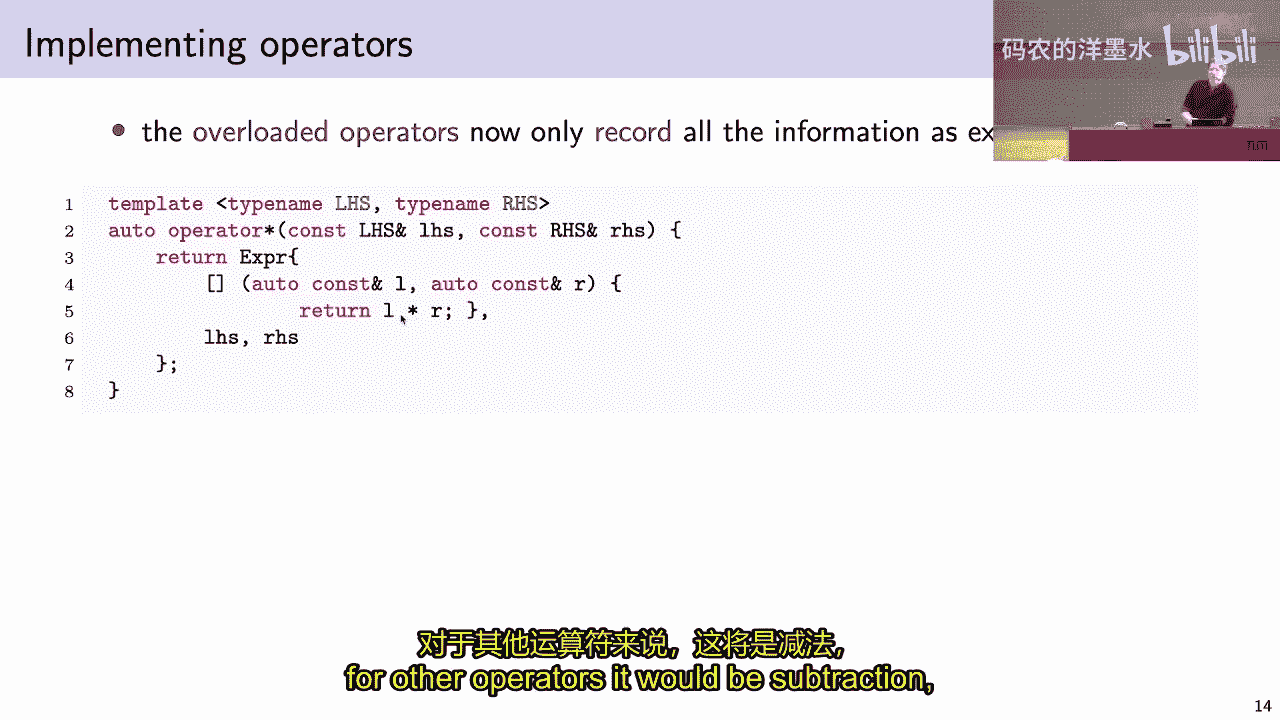 Implementing operators
码农的洋墨水 bilibili
the overloaded operators now only record all the information as ex
1 template <typename LHS, typename RHS>
2 auto operator*(const LHS& lhs, const RHS& rhs) {
3 return Expr{
4 [] (auto const& l, auto const& r) {
5 return l * r; },
6 lhs, rhs
7 };
8 }
对于其他运算符来说，这将是减法，
for other operators it would be subtraction,
14